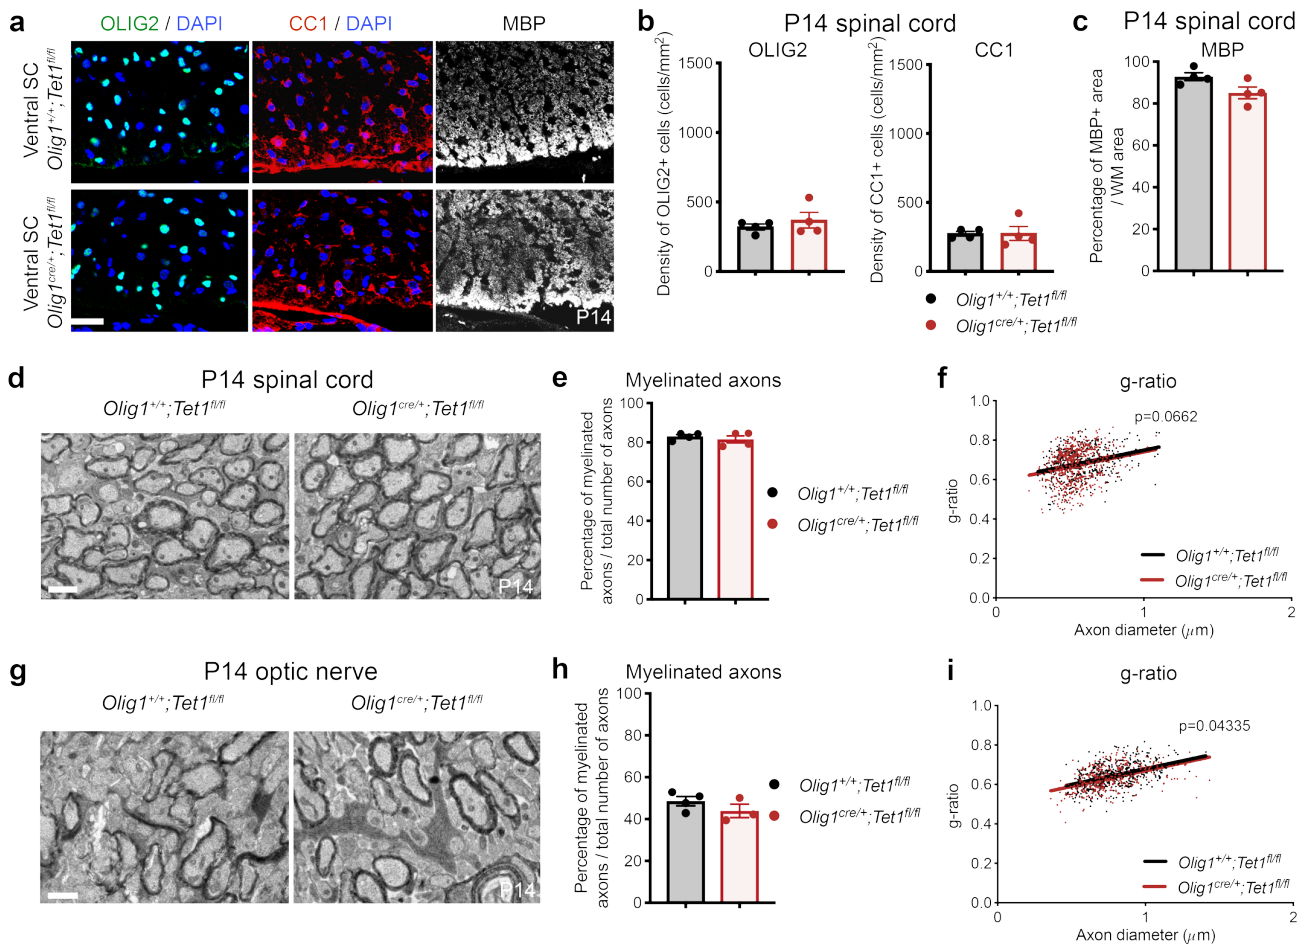 a
OLIG2 / DAPI
CC1 / DAPI
MBP
Ventral SC
Olig1+/+;Tet1fl/fl
Ventral SC
Olig1cre/+;Tet1fl/fl
P14
b
P14 spinal cord
OLIG2
Density of OLIG2+ cells (cells/mm2)
1500
1000
500
0
CC1
Density of CC1+ cells (cells/mm2)
1500
1000
500
0
Olig1+/+;Tet1fl/fl
Olig1cre/+;Tet1fl/fl
c
P14 spinal cord
MBP
Percentage of MBP+ area
/ WM area
100
80
60
40
20
0
d
P14 spinal cord
Olig1+/+;Tet1fl/fl
Olig1cre/+;Tet1fl/fl
P14
e
Myelinated axons
Percentage of myelinated
axons / total number of axons
100
80
60
40
20
0
Olig1+/+;Tet1fl/fl
Olig1cre/+;Tet1fl/fl
f
g-ratio
p=0.0662
g-ratio
1.0
0.8
0.6
0.4
0.2
0.0
0
1
2
Axon diameter (μm)
Olig1+/+;Tet1fl/fl
Olig1cre/+;Tet1fl/fl
g
P14 optic nerve
Olig1+/+;Tet1fl/fl
Olig1cre/+;Tet1fl/fl
P14
h
Myelinated axons
Percentage of myelinated
axons / total number of axons
100
80
60
40
20
0
Olig1+/+;Tet1fl/fl
Olig1cre/+;Tet1fl/fl
i
g-ratio
p=0.04335
g-ratio
1.0
0.8
0.6
0.4
0.2
0.0
0
1
2
Axon diameter (μm)
Olig1+/+;Tet1fl/fl
Olig1cre/+;Tet1fl/fl